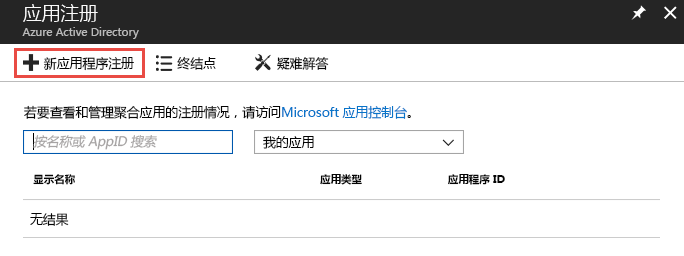 应用注册
Azure Active Directory
新应用程序注册 终结点 疑难解答
若要查看和管理聚合应用的注册情况，请访问Microsoft 应用控制台。
按名称或 AppID 搜索 我的应用
显示名称 应用类型 应用程序 ID
无结果